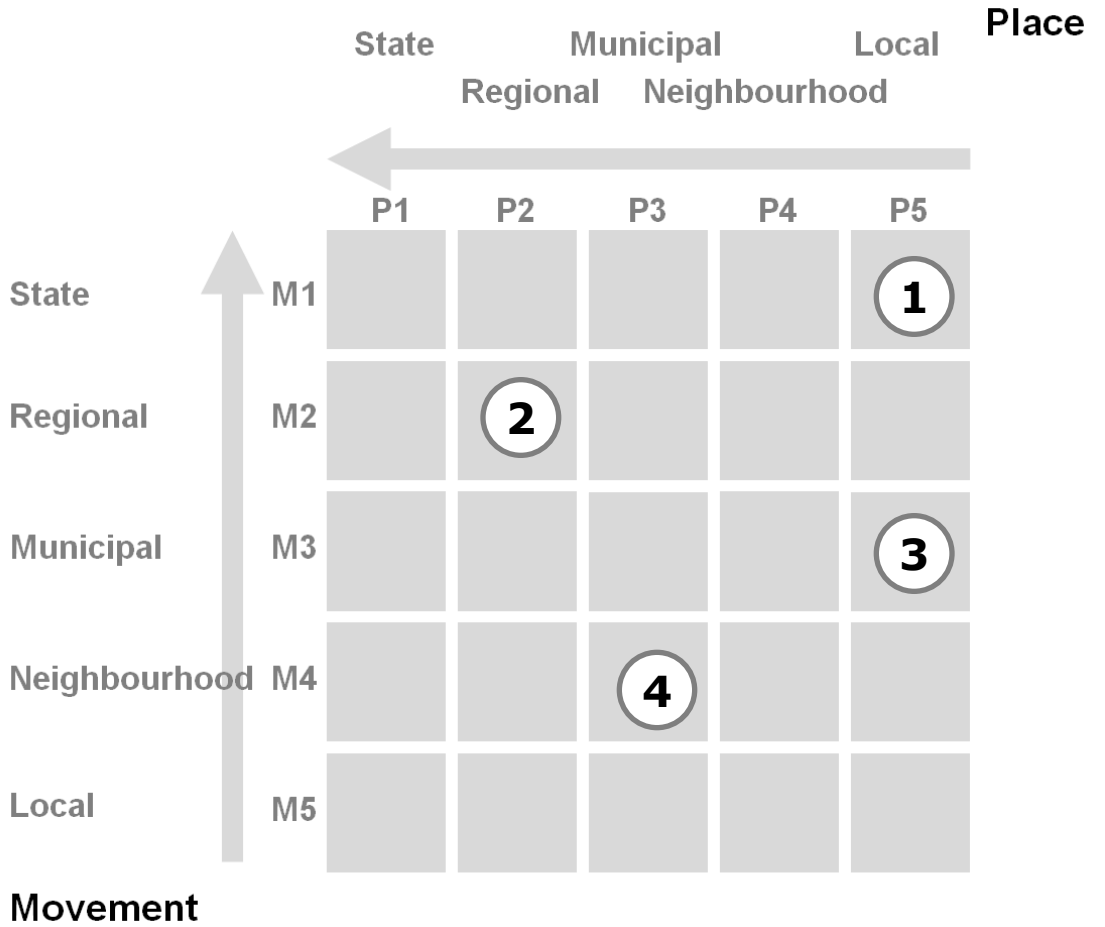 Place
State Municipal Local
Regional Neighbourhood
P1 P2 P3 P4 P5
State M1 1
Regional M2 2
Municipal M3 3
Neighbourhood M4 4
Local M5
Movement